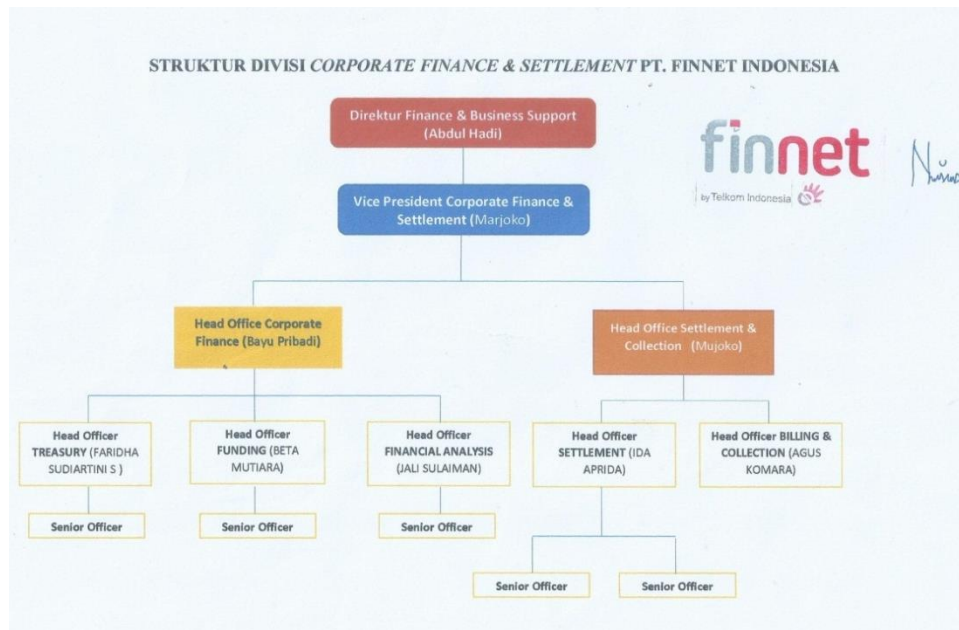 STRUKTUR DIVISI CORPORATE FINANCE & SETTLEMENT PT. FINNET INDONESIA
Direktur Finance & Business Support
(Abdul Hadi)
finnet
by Telkom Indonesia
Vice President Corporate Finance &
Settlement (Marjoko)
Head Office Corporate
Finance (Bayu Pribadi)
Head Office Settlement &
Collection (Mujoko)
Head Officer
TREASURY (FARIDHA
SUDIARTINI S )
Head Officer
FUNDING (BETA
MUTIARA)
Head Officer
FINANCIAL ANALYSIS
(JALI SULAIMAN)
Head Officer
SETTLEMENT (IDA
APRIDA)
Head Officer BILLING &
COLLECTION (AGUS
KOMARA)
Senior Officer
Senior Officer
Senior Officer
Senior Officer
Senior Officer